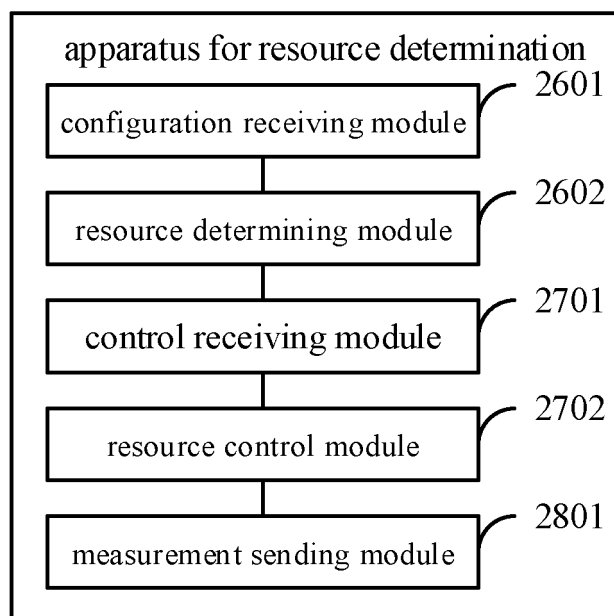 apparatus for resource determination
2601
configuration receiving module
2602
resource determining module
2701
control receiving module
2702
resource control module
2801
measurement sending module